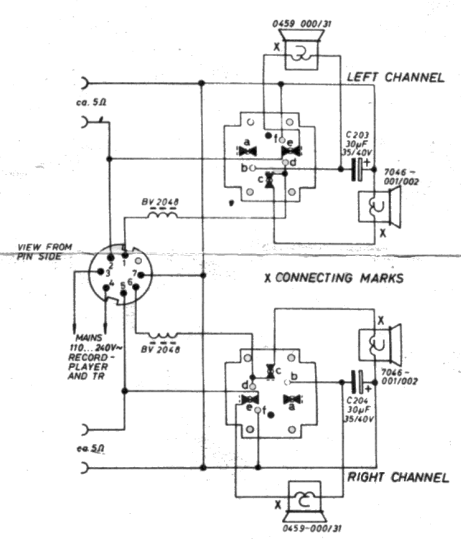 0459 000/31
X
LEFT CHANNEL
ca. 5Ω
C203
30µF
35/40V
+
a
f
e
b
d
c
7046-
001/002
X
BV 2048
VIEW FROM
PIN SIDE
1
2
3
4
5
6
7
X CONNECTING MARKS
MAINS
110...240V~
RECORD-
PLAYER
AND TR
BV 2048
X
7046-
001/002
c
d
b
e
f
a
+
C204
30µF
35/40V
ca. 5Ω
RIGHT CHANNEL
X
0459-000/31